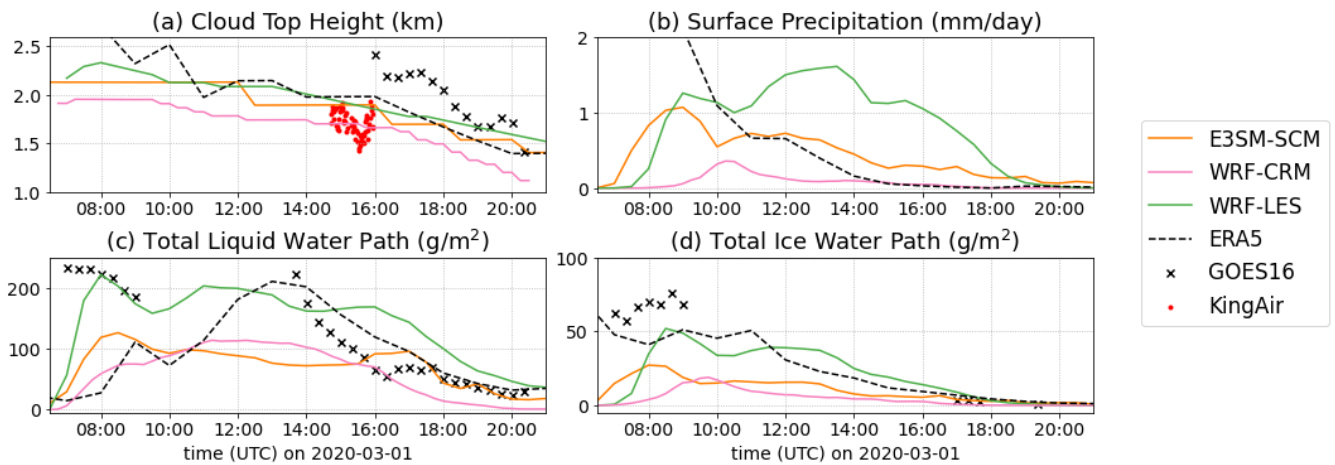 (a) Cloud Top Height (km)
2.5
2.0
1.5
1.0
08:00 10:00 12:00 14:00 16:00 18:00 20:00
(b) Surface Precipitation (mm/day)
2
1
0
08:00 10:00 12:00 14:00 16:00 18:00 20:00
(c) Total Liquid Water Path (g/m²)
200
100
0
08:00 10:00 12:00 14:00 16:00 18:00 20:00
time (UTC) on 2020-03-01
(d) Total Ice Water Path (g/m²)
100
50
0
08:00 10:00 12:00 14:00 16:00 18:00 20:00
time (UTC) on 2020-03-01
E3SM-SCM
WRF-CRM
WRF-LES
ERA5
GOES16
KingAir